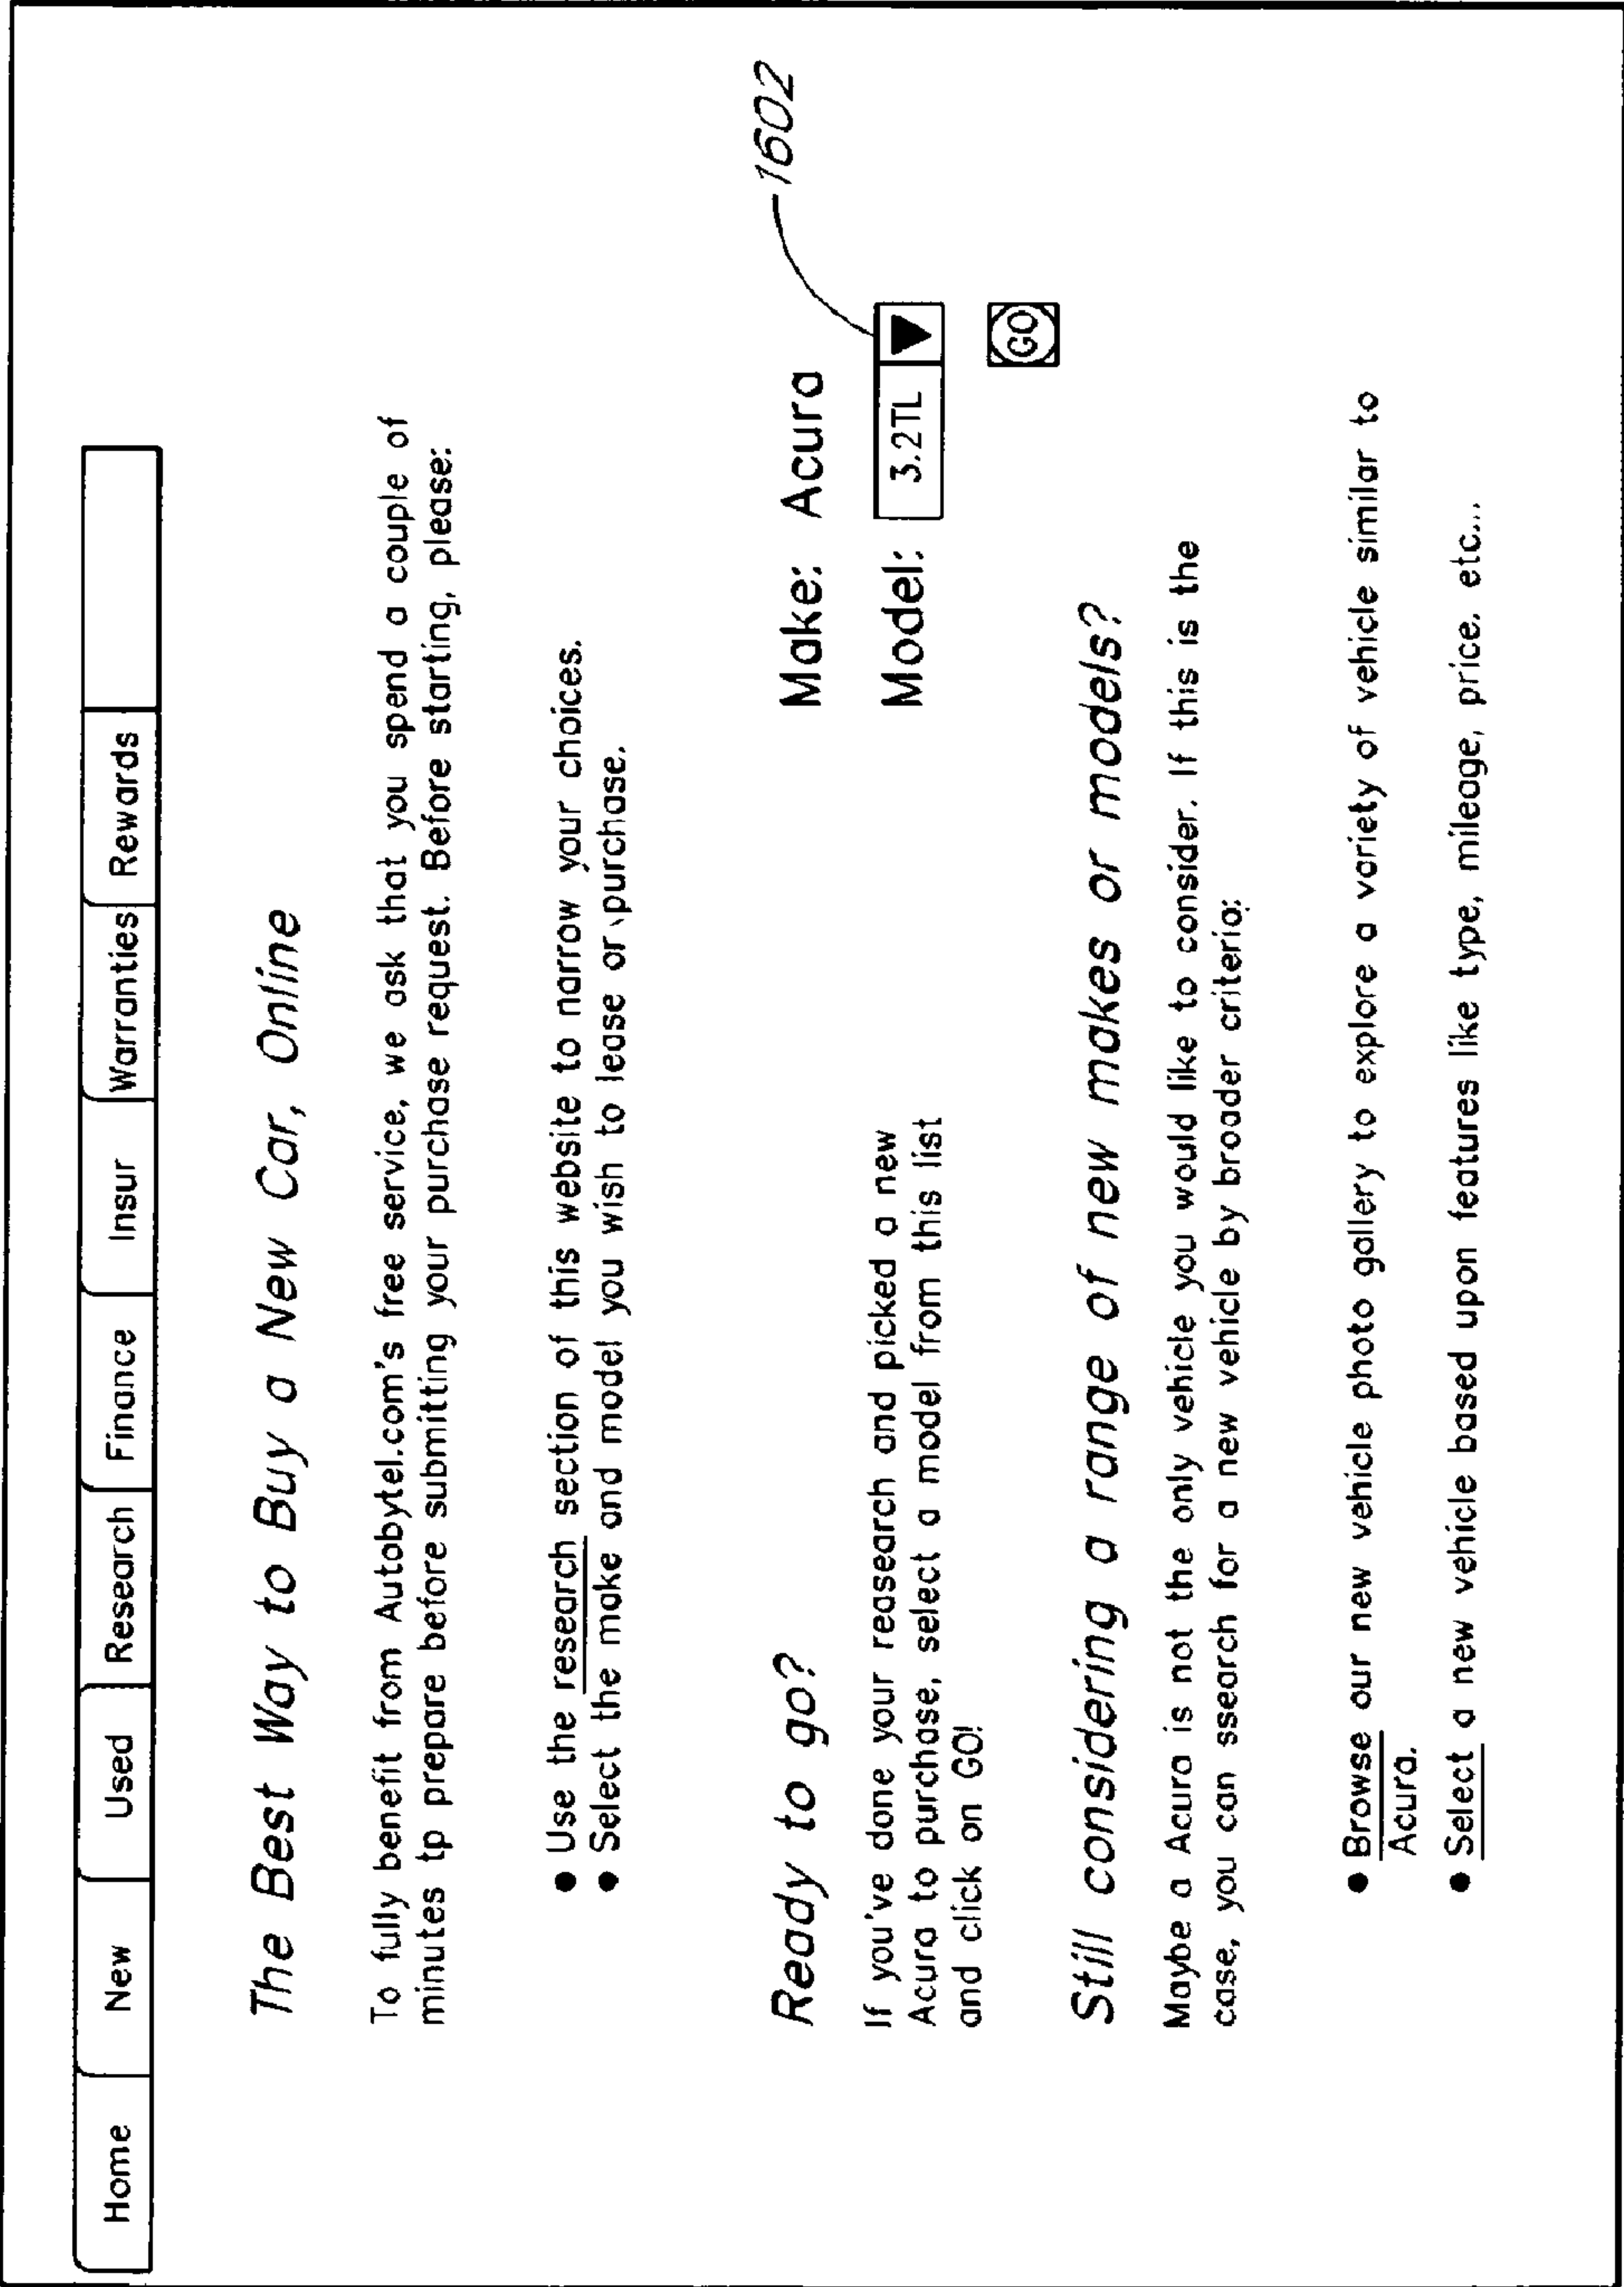 Home New Used Research Finance Insur Warranties Rewards
The Best Way to Buy a New Car, Online
To fully benefit from Autobytel.com's free service, we ask that you spend a couple of
minutes tp prepare before submitting your purchase request. Before starting, please:
● Use the research section of this website to narrow your choices.
● Select the make and model you wish to lease or purchase.
Ready to go?
If you've done your reasearch and picked a new
Acura to purchase, select a model from this list
and click on GO!
Make: Acura
Model: 3.2TL ▼
1602
GO
Still considering a range of new makes or models?
Maybe a Acura is not the only vehicle you would like to consider. If this is the
case, you can ssearch for a new vehicle by broader criteria:
● Browse our new vehicle photo gallery to explore a variety of vehicle similar to
Acura.
● Select a new vehicle based upon features like type, mileage, price, etc...